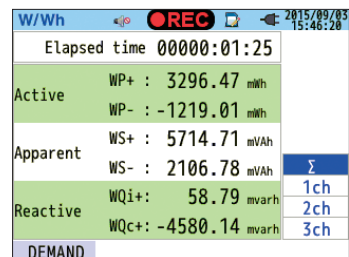 W/Wh REC 2015/09/03
15:46:20
Elapsed time 00000:01:25
Active
WP+ : 3296.47 mWh
WP- : -1219.01 mWh
Apparent
WS+ : 5714.71 mVAh
WS- : 2106.78 mVAh
Reactive
WQi+: 58.79 mvarh
WQc+: -4580.14 mvarh
Σ
1ch
2ch
3ch
DEMAND